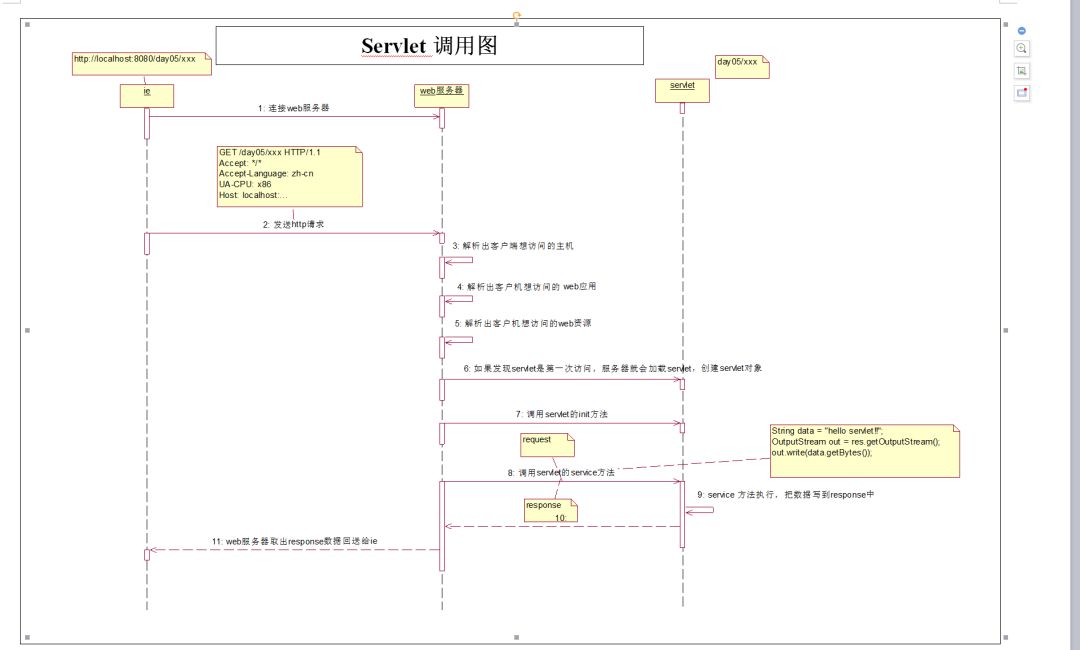 Servlet 调用图
http://localhost:8080/day05/xxx
day05/xxx
ie
web服务器
servlet
1: 连接web服务器
GET /day05/xxx HTTP/1.1
Accept: */*
Accept-Language: zh-cn
UA-CPU: x86
Host: localhost:...
2: 发送http请求
3: 解析出客户端想访问的主机
4: 解析出客户机想访问的 web应用
5: 解析出客户机想访问的web资源
6: 如果发现servlet是第一次访问，服务器就会加载servlet，创建servlet对象
7: 调用servlet的init方法
request
String data = "hello servlet!!";
OutputStream out = res.getOutputStream();
out.write(data.getBytes());
8: 调用servlet的service方法
9: service 方法执行，把数据写到response中
response
10:
11: web服务器取出response数据回送给ie